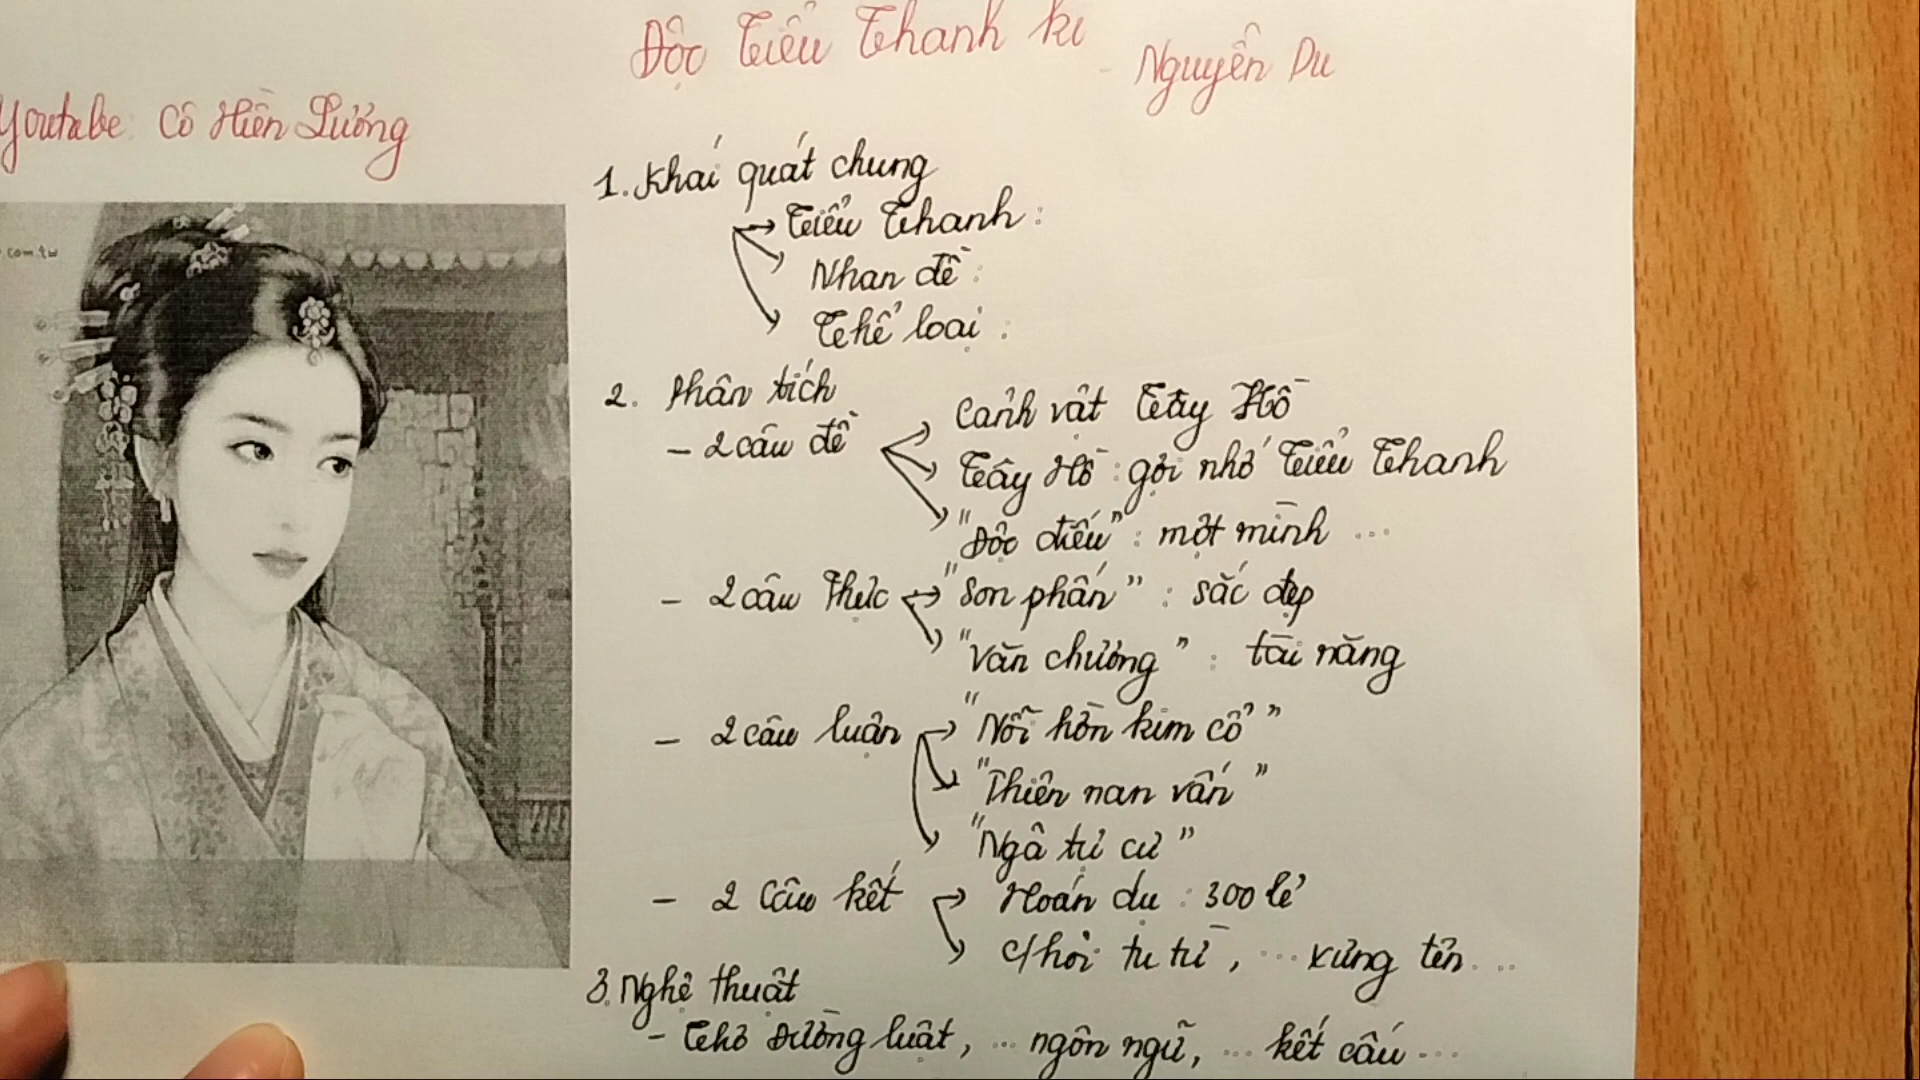 Độc Tiểu Thanh kí
- Nguyễn Du
Youtube: Cô Hiền Lương
com.tw
1. Khái quát chung
→ Tiểu Thanh:
Nhan đề:
Thể loại:
2. Phân tích
- 2 câu đề → Cảnh vật Tây Hồ
Tây Hồ: gợi nhớ Tiểu Thanh
"Độc điếu": một mình ...
- 2 câu Thực → "Son phấn": sắc đẹp
"Văn chương": tài năng
- 2 câu luận → "Nỗi hờn kim cổ"
"Thiên nan vấn"
"Ngã tự cư"
- 2 Câu kết → Hoán dụ: 300 lẻ
Hỏi tu từ, ... xưng tên ...
3. Nghệ thuật
- Thơ Đường luật, ... ngôn ngữ, ... kết cấu ...